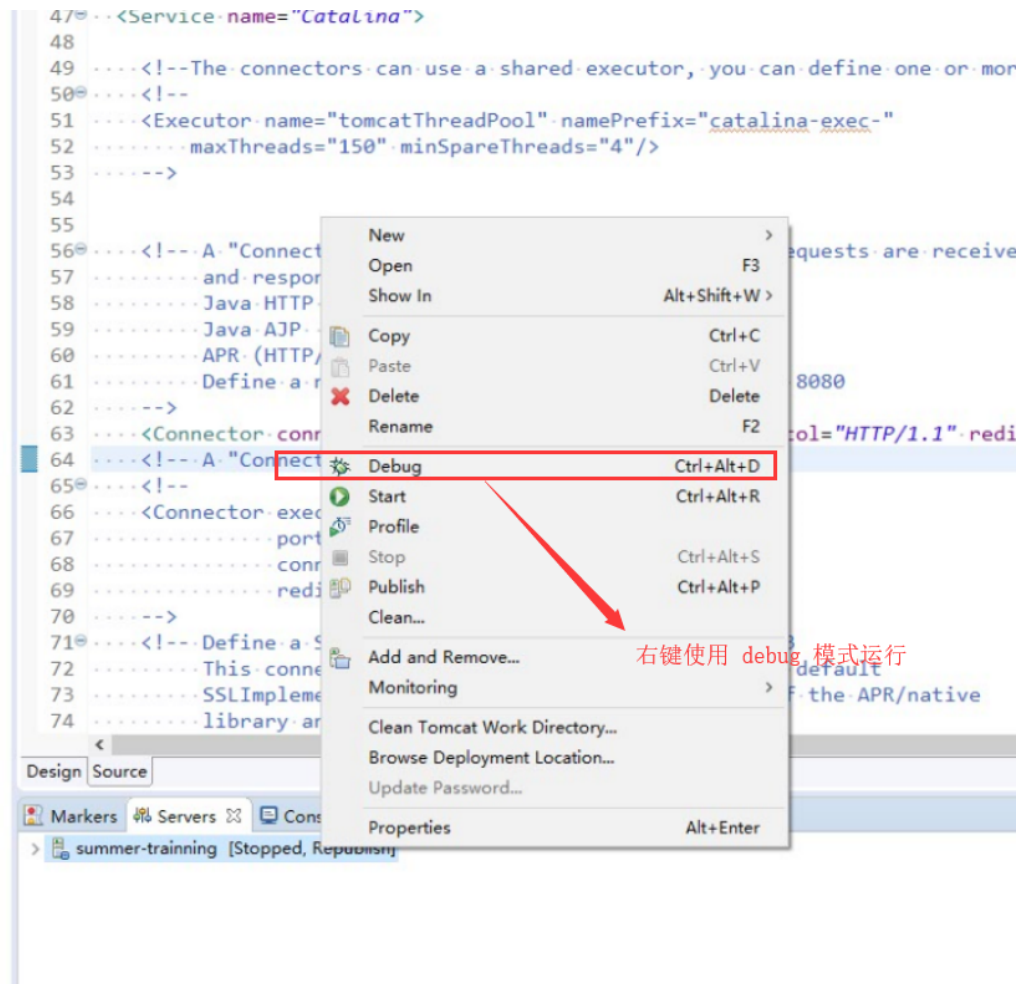 47 <Service name="Catalina">
48
49 <!--The connectors can use a shared executor, you can define one or mor
50 <!--
51 <Executor name="tomcatThreadPool" namePrefix="catalina-exec-"
52 maxThreads="150" minSpareThreads="4"/>
53 -->
54
55
56 <!-- A "Connect equests are receive
57 and respor
58 Java HTTP
59 Java AJP
60 APR (HTTP/
61 Define a n 8080
62 -->
63 <Connector conn col="HTTP/1.1" redi
64 <!-- A "Connect
65 <!--
66 <Connector exec
67 port
68 conn
69 redi
70 -->
71 <!-- Define a S
72 This conne default
73 SSLImpleme f the APR/native
74 library an
New
Open F3
Show In Alt+Shift+W >
Copy Ctrl+C
Paste Ctrl+V
Delete Delete
Rename F2
Debug Ctrl+Alt+D
Start Ctrl+Alt+R
Profile
Stop Ctrl+Alt+S
Publish Ctrl+Alt+P
Clean...
Add and Remove...
Monitoring
Clean Tomcat Work Directory...
Browse Deployment Location...
Update Password...
Properties Alt+Enter
右键使用 debug 模式运行
Design Source
Markers Servers Cons
summer-trainning [Stopped, Republish]